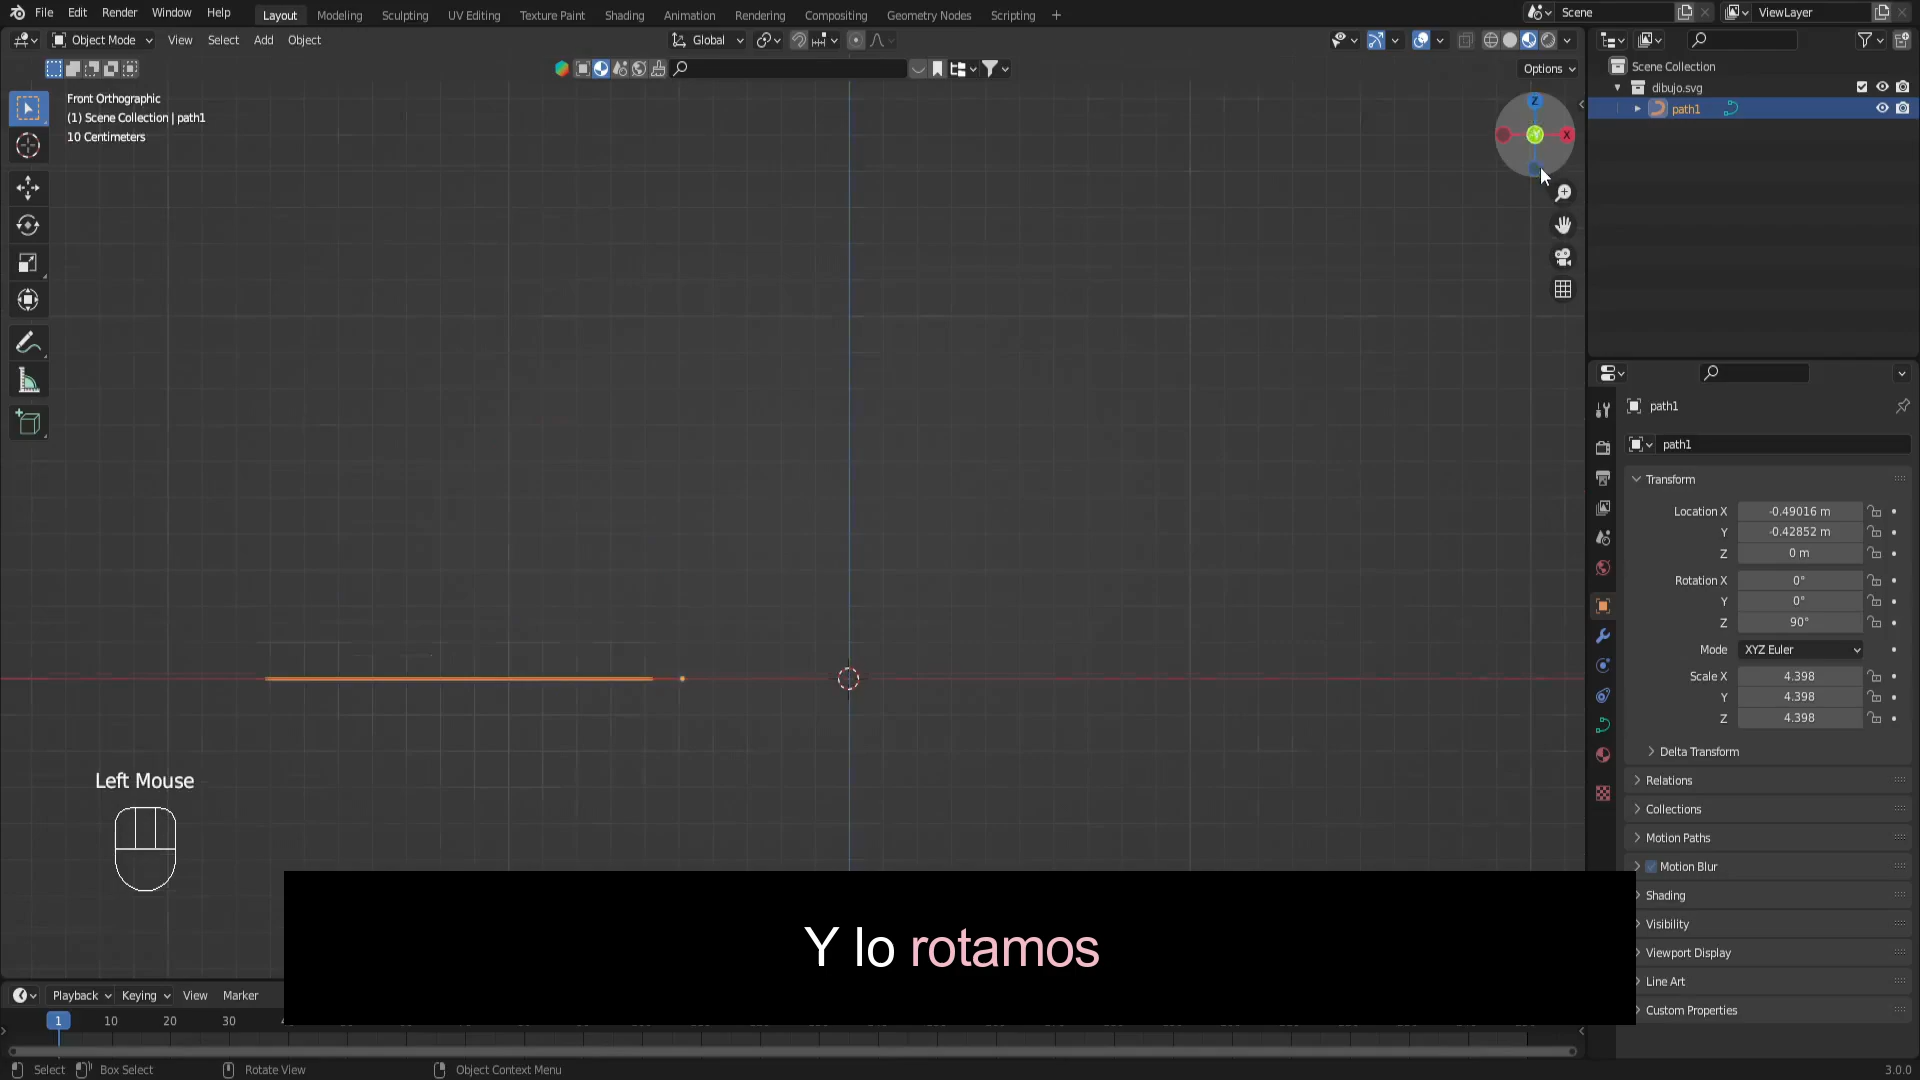 File Edit Render Window Help Layout Modeling Sculpting UV Editing Texture Paint Shading Animation Rendering Compositing Geometry Nodes Scripting + Scene ViewLayer
Object Mode View Select Add Object Global
Options
Front Orthographic
(1) Scene Collection | path1
10 Centimeters
Z
Y
X
Scene Collection
dibujo.svg
path1
path1
path1
Transform
Location X -0.49016 m
Y -0.42852 m
Z 0 m
Rotation X 0°
Y 0°
Z 90°
Mode XYZ Euler
Scale X 4.398
Y 4.398
Z 4.398
Delta Transform
Relations
Collections
Motion Paths
Motion Blur
Shading
Visibility
Viewport Display
Line Art
Custom Properties
Left Mouse
Y lo rotamos
Playback Keying View Marker
1 10 20 30
Select Box Select Rotate View Object Context Menu 3.0.0